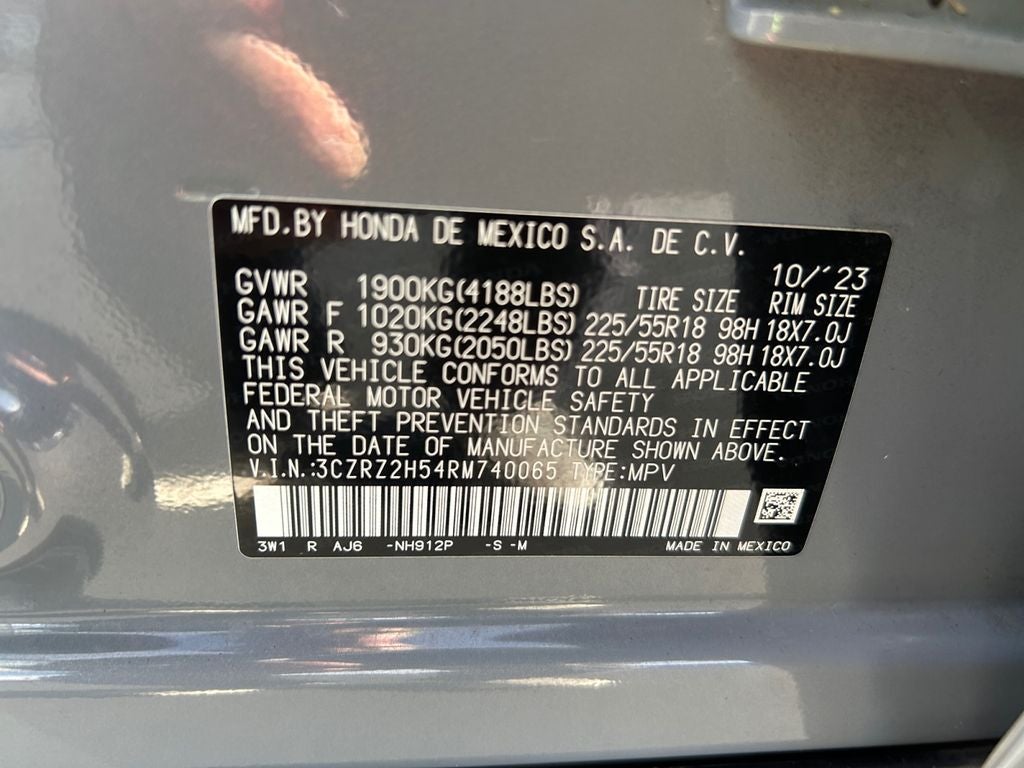 MFD.BY HONDA DE MEXICO S.A. DE C.V.
10/'23
GVWR 1900KG(4188LBS) TIRE SIZE RIM SIZE
GAWR F 1020KG(2248LBS) 225/55R18 98H 18X7.0J
GAWR R 930KG(2050LBS) 225/55R18 98H 18X7.0J
THIS VEHICLE CONFORMS TO ALL APPLICABLE
FEDERAL MOTOR VEHICLE SAFETY
AND THEFT PREVENTION STANDARDS IN EFFECT
ON THE DATE OF MANUFACTURE SHOWN ABOVE.
V.I.N.:3CZRZ2H54RM740065 TYPE:MPV
3W1 R AJ6 -NH912P -S -M MADE IN MEXICO